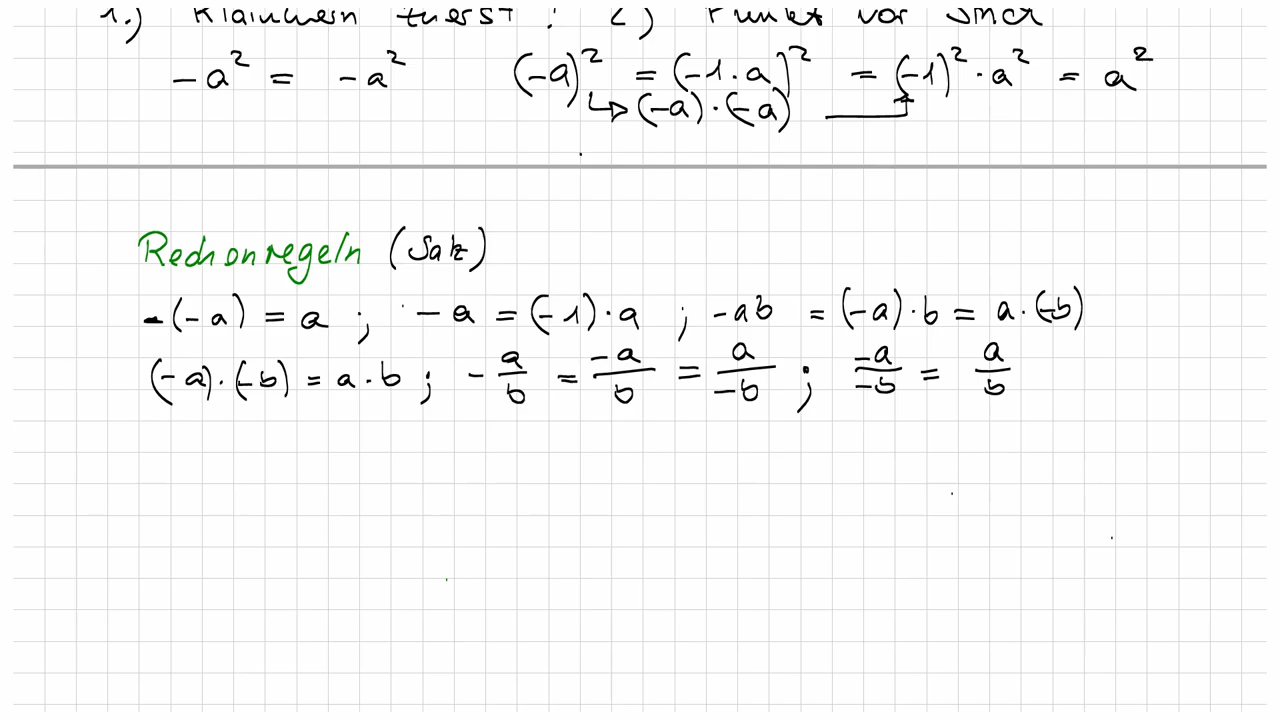 1.) Klammern zuerst! 2) Punkt vor Strich
-a² = -a² (-a)² = (-1·a)² = (-1)²·a² = a²
↳ (-a)·(-a)
Rechenregeln (Satz)
-(-a) = a ; -a = (-1)·a ; -ab = (-a)·b = a·(-b)
(-a)·(-b) = a·b ; -a/b = -a/b = a/-b ; -a/-b = a/b